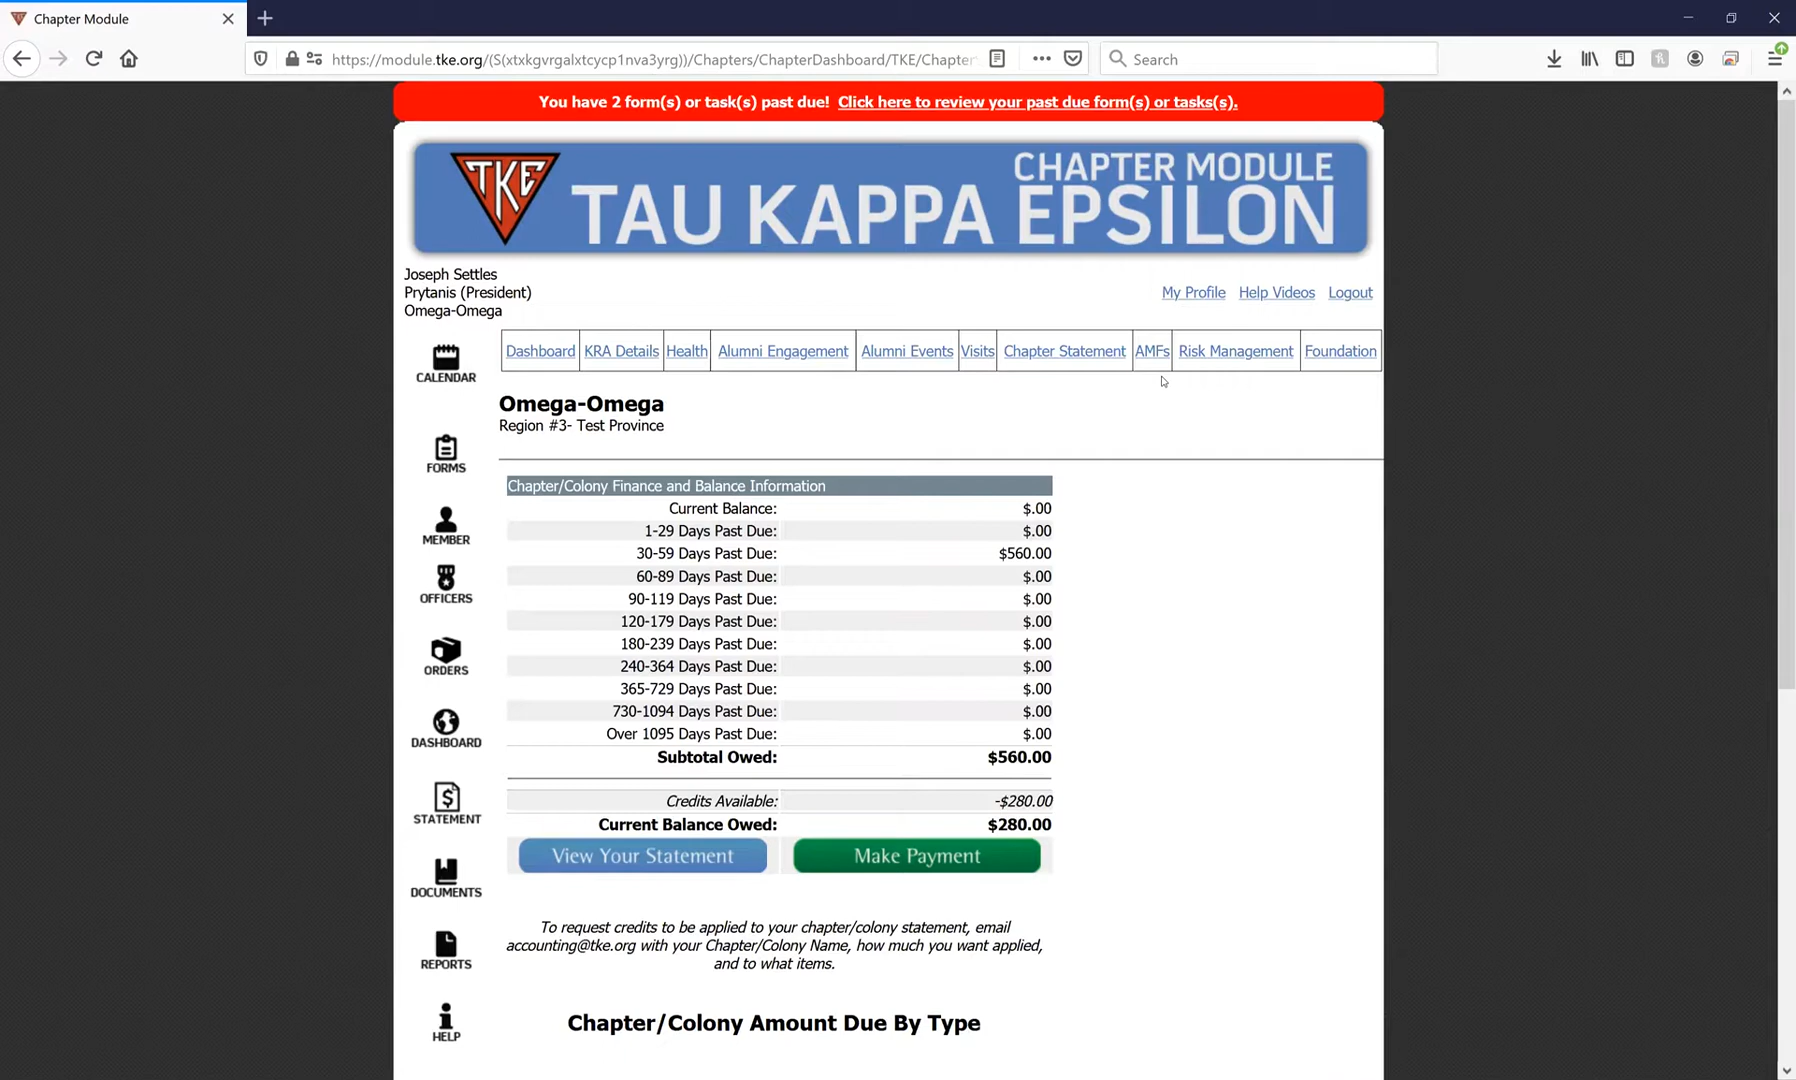 Chapter Module
https://module.tke.org/(S(xtxkgvrgalxtcycp1nva3yrg))/Chapters/ChapterDashboard/TKE/Chapter
Search
You have 2 form(s) or task(s) past due! Click here to review your past due form(s) or tasks(s).
TKE
CHAPTER MODULE
TAU KAPPA EPSILON
Joseph Settles
Prytanis (President)
Omega-Omega
My Profile Help Videos Logout
Dashboard KRA Details Health Alumni Engagement Alumni Events Visits Chapter Statement AMFs Risk Management Foundation
CALENDAR
FORMS
MEMBER
OFFICERS
ORDERS
DASHBOARD
STATEMENT
DOCUMENTS
REPORTS
HELP
Omega-Omega
Region #3- Test Province
Chapter/Colony Finance and Balance Information
Current Balance: $.00
1-29 Days Past Due: $.00
30-59 Days Past Due: $560.00
60-89 Days Past Due: $.00
90-119 Days Past Due: $.00
120-179 Days Past Due: $.00
180-239 Days Past Due: $.00
240-364 Days Past Due: $.00
365-729 Days Past Due: $.00
730-1094 Days Past Due: $.00
Over 1095 Days Past Due: $.00
Subtotal Owed: $560.00
Credits Available: -$280.00
Current Balance Owed: $280.00
View Your Statement Make Payment
To request credits to be applied to your chapter/colony statement, email
accounting@tke.org with your Chapter/Colony Name, how much you want applied,
and to what items.
Chapter/Colony Amount Due By Type